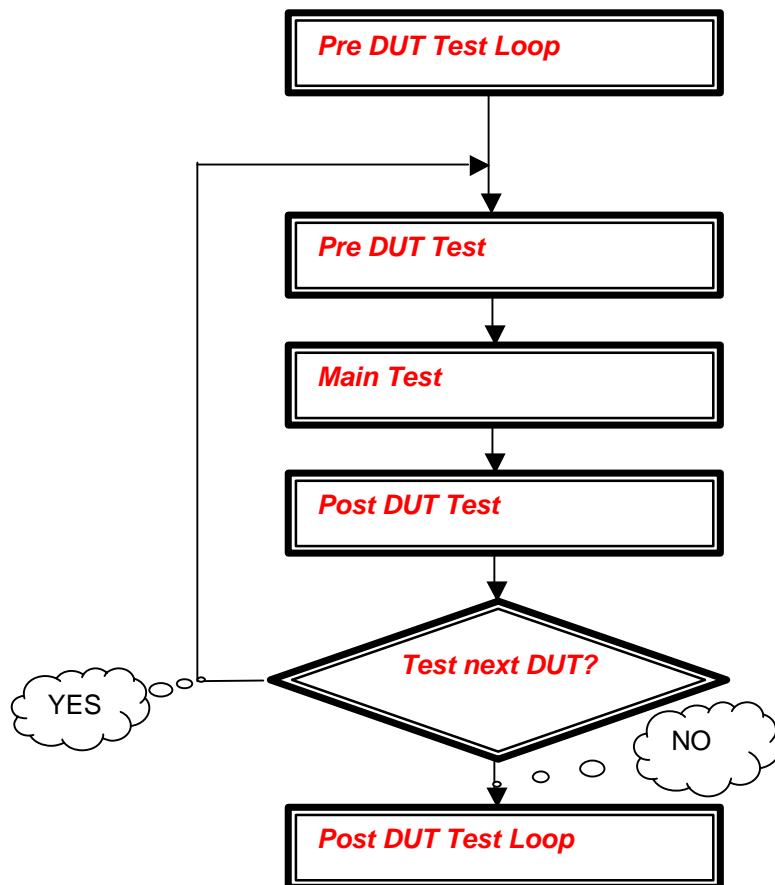 Pre DUT Test Loop
Pre DUT Test
Main Test
Post DUT Test
Test next DUT?
YES
NO
Post DUT Test Loop